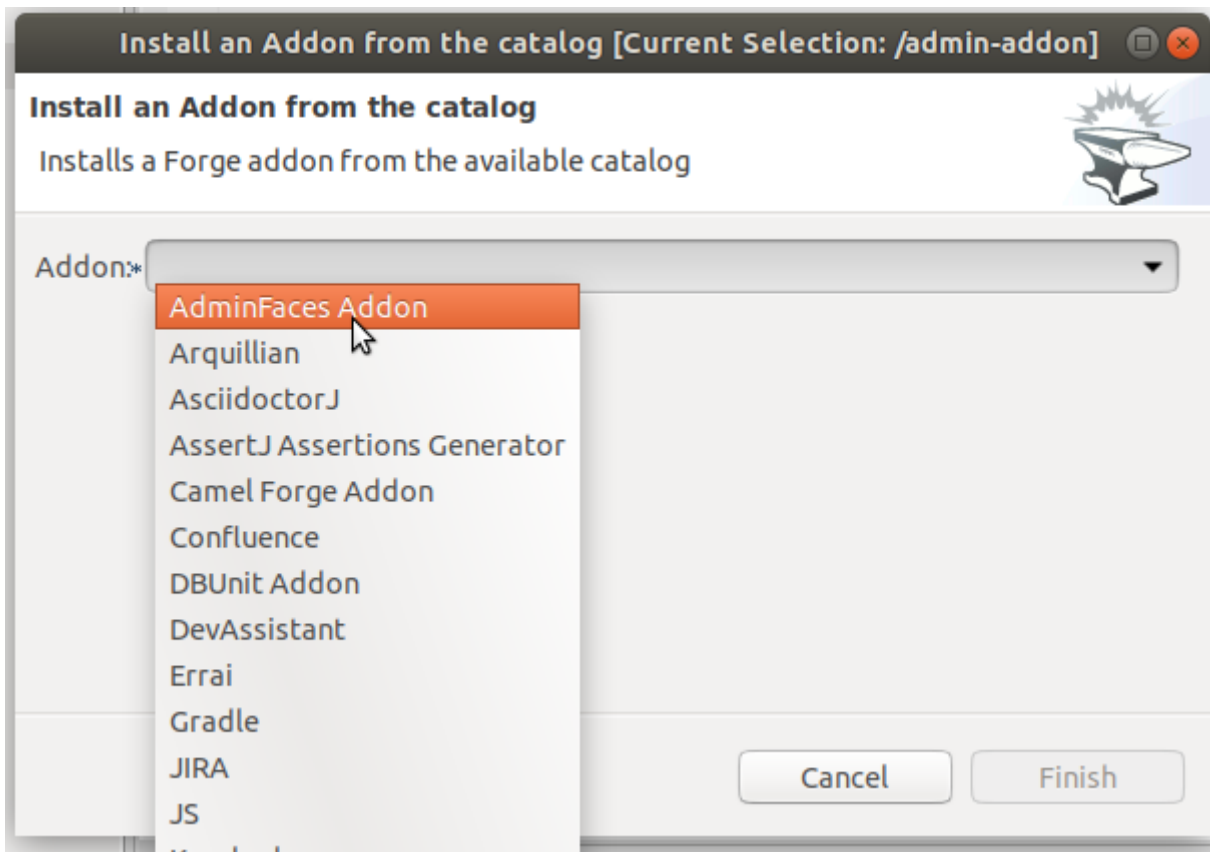 Install an Addon from the catalog [Current Selection: /admin-addon]
Install an Addon from the catalog
Installs a Forge addon from the available catalog
Addon:*
AdminFaces Addon
Arquillian
AsciidoctorJ
AssertJ Assertions Generator
Camel Forge Addon
Confluence
DBUnit Addon
DevAssistant
Errai
Gradle
JIRA
JS
Cancel
Finish